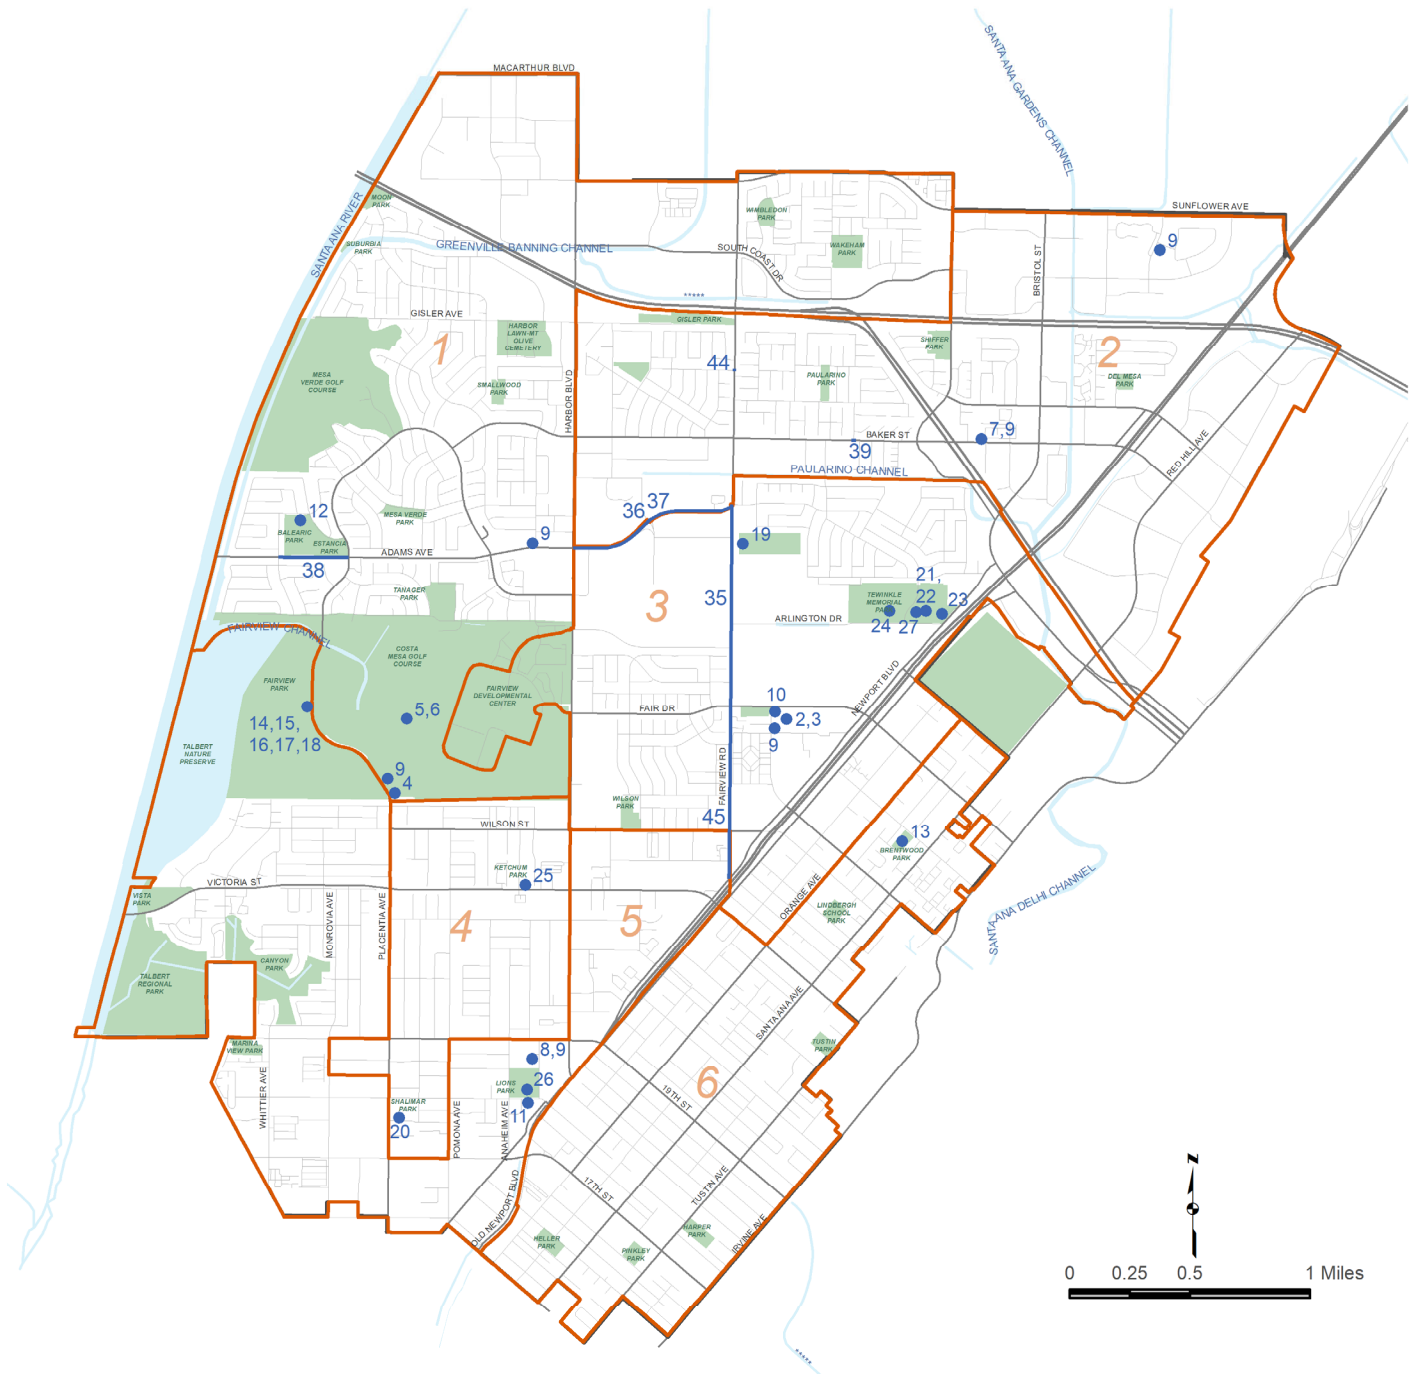 MACARTHUR BLVD
SANTA ANA GARDENS CHANNEL
SUNFLOWER AVE
MOON
PARK
SANTA ANA RIVER
SUBURBIA
PARK
GREENVILLE BANNING CHANNEL
WIMBLEDON
PARK
WAKEHAM
PARK
SOUTH COAST DR
BRISTOL ST
9
*****
GISLER AVE
GISLER PARK
HARBOR
LAWN-MT
OLIVE
CEMETERY
1
SHIFFER
PARK
2
44
MESA
VERDE GOLF
COURSE
SMALLWOOD
PARK
HARBOR BLVD
PAULARINO
PARK
DEL MESA
PARK
BAKER ST
39
7,9
RED HILL AVE
PAULARINO CHANNEL
36
37
12
BALEARIC
PARK
ESTANCIA
PARK
MESA VERDE
PARK
ADAMS AVE
9
19
38
TANAGER
PARK
3
35
21,
22
23
TEWINKLE
MEMORIAL
PARK
24
27
ARLINGTON DR
FAIRVIEW CHANNEL
COSTA
MESA GOLF
COURSE
FAIRVIEW
PARK
FAIRVIEW
DEVELOPMENTAL
CENTER
NEWPORT BLVD
14,15,
16,17,18
5,6
FAIR DR
10
2,3
9
TALBERT
NATURE
PRESERVE
9
4
FAIRVIEW RD
WILSON
PARK
45
WILSON ST
13
BRENTWOOD
PARK
KETCHUM
PARK
25
VICTORIA ST
VISTA
PARK
MONROVIA AVE
PLACENTIA AVE
4
5
ORANGE AVE
LINDBERGH
SCHOOL
PARK
SANTA ANA DELHI CHANNEL
CANYON
PARK
TALBERT
REGIONAL
PARK
SANTA ANA AVE
MARINA
VIEW PARK
8,9
TUSTIN
PARK
WHITTIER AVE
LIONS
PARK
26
6
19TH ST
SHALIMAR
PARK
20
POMONA AVE
ANAHEIM AVE
11
17TH ST
TUSTIN AVE
OLD NEWPORT BLVD
HELLER
PARK
PINKLEY
PARK
HARPER
PARK
IRVINE AVE
N
0
0.25
0.5
1 Miles
*****